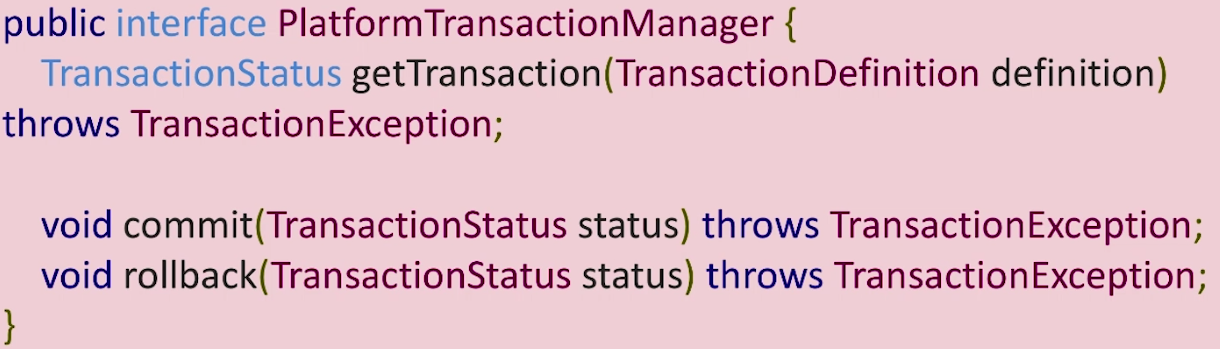 public interface PlatformTransactionManager {
TransactionStatus getTransaction(TransactionDefinition definition)
throws TransactionException;
void commit(TransactionStatus status) throws TransactionException;
void rollback(TransactionStatus status) throws TransactionException;
}